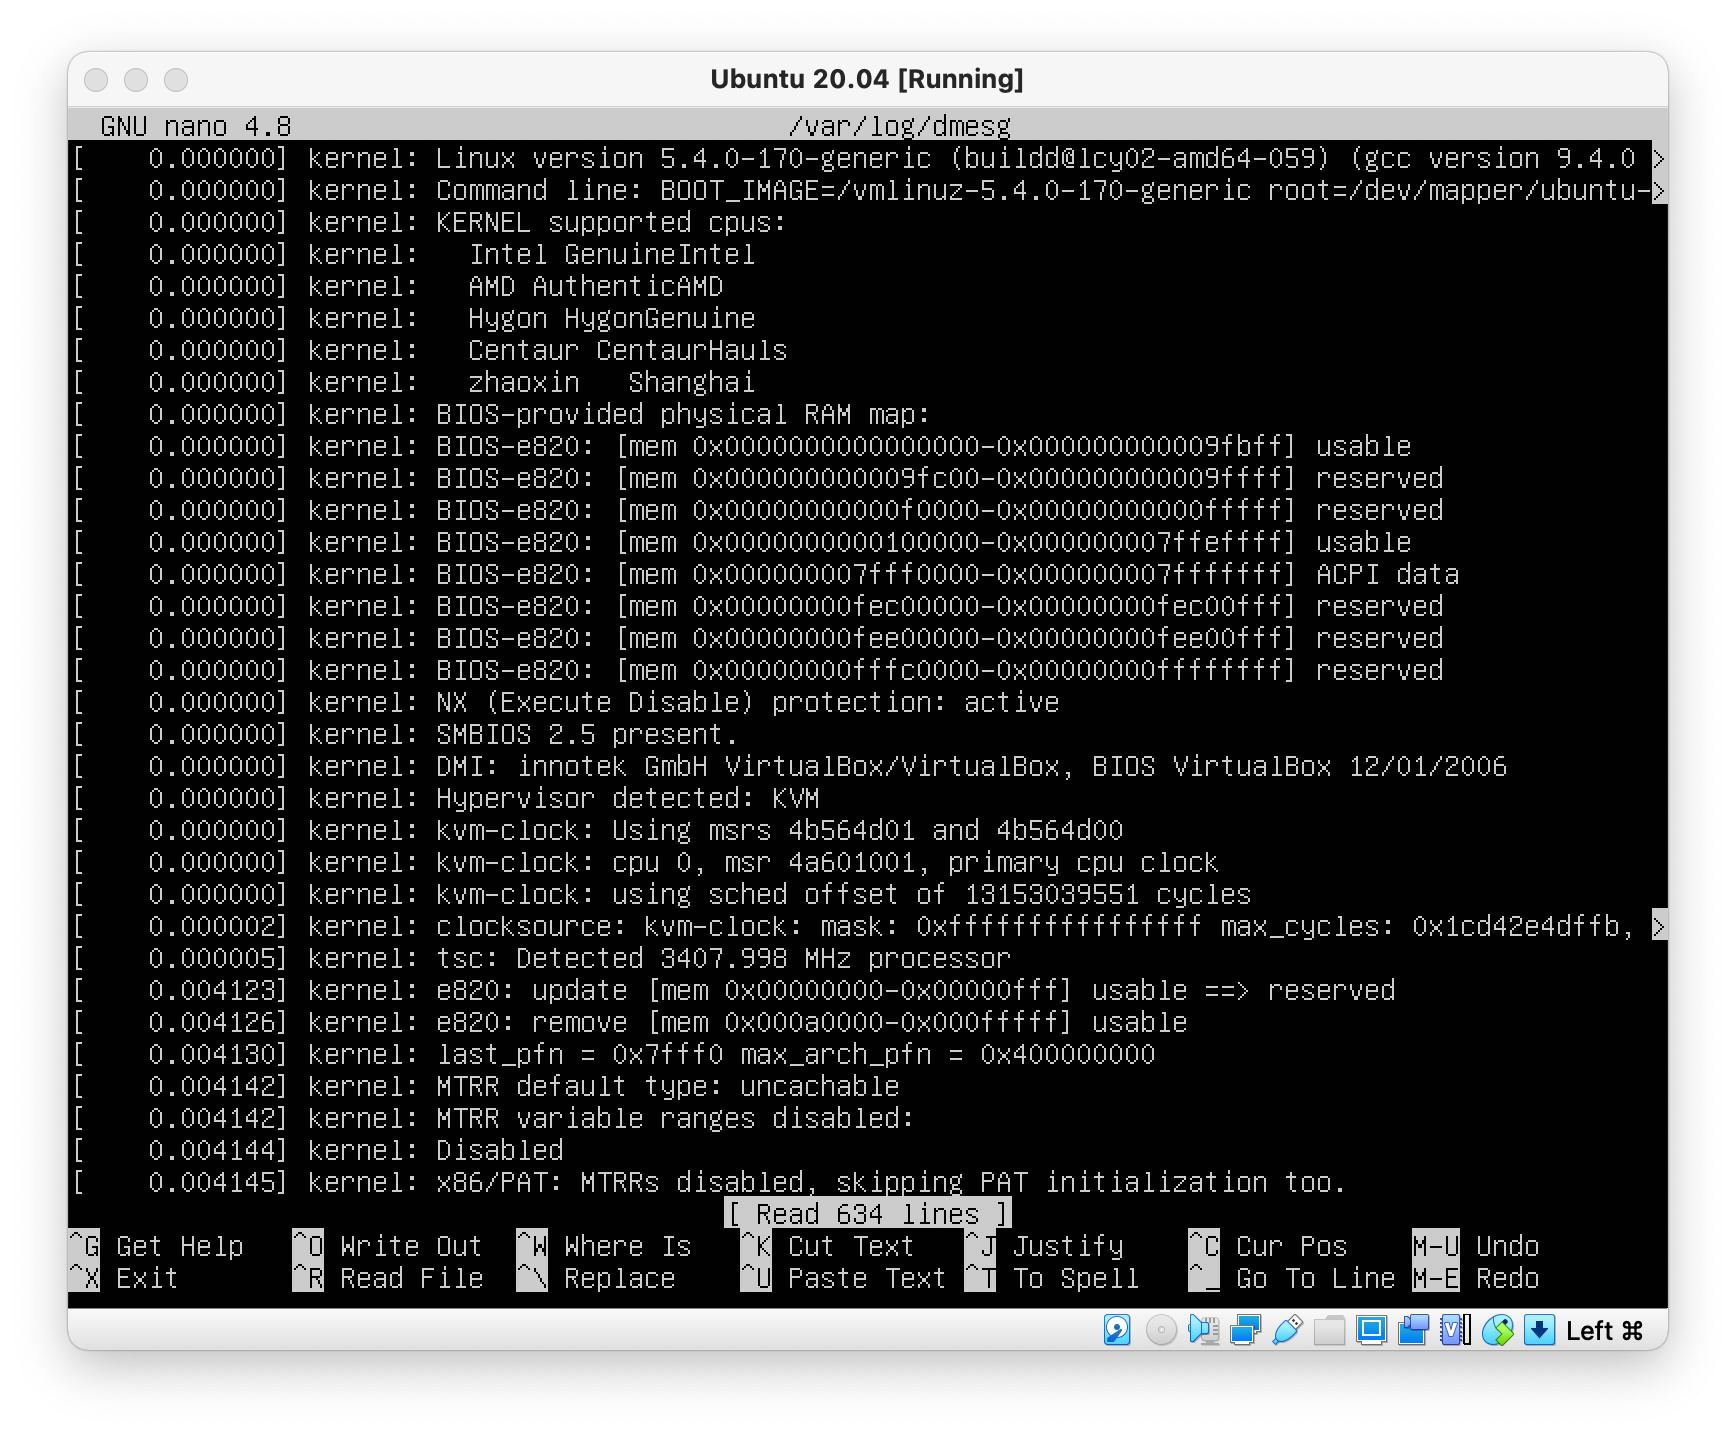 Ubuntu 20.04 [Running]
GNU nano 4.8 /var/log/dmesg
[    0.000000] kernel: Linux version 5.4.0-170-generic (buildd@lcy02-amd64-059) (gcc version 9.4.0 >
[    0.000000] kernel: Command line: BOOT_IMAGE=/vmlinuz-5.4.0-170-generic root=/dev/mapper/ubuntu->
[    0.000000] kernel: KERNEL supported cpus:
[    0.000000] kernel:   Intel GenuineIntel
[    0.000000] kernel:   AMD AuthenticAMD
[    0.000000] kernel:   Hygon HygonGenuine
[    0.000000] kernel:   Centaur CentaurHauls
[    0.000000] kernel:   zhaoxin   Shanghai
[    0.000000] kernel: BIOS-provided physical RAM map:
[    0.000000] kernel: BIOS-e820: [mem 0x0000000000000000-0x000000000009fbff] usable
[    0.000000] kernel: BIOS-e820: [mem 0x000000000009fc00-0x000000000009ffff] reserved
[    0.000000] kernel: BIOS-e820: [mem 0x00000000000f0000-0x00000000000fffff] reserved
[    0.000000] kernel: BIOS-e820: [mem 0x0000000000100000-0x000000007ffeffff] usable
[    0.000000] kernel: BIOS-e820: [mem 0x000000007fff0000-0x000000007fffffff] ACPI data
[    0.000000] kernel: BIOS-e820: [mem 0x00000000fec00000-0x00000000fec00fff] reserved
[    0.000000] kernel: BIOS-e820: [mem 0x00000000fee00000-0x00000000fee00fff] reserved
[    0.000000] kernel: BIOS-e820: [mem 0x00000000fffc0000-0x00000000ffffffff] reserved
[    0.000000] kernel: NX (Execute Disable) protection: active
[    0.000000] kernel: SMBIOS 2.5 present.
[    0.000000] kernel: DMI: innotek GmbH VirtualBox/VirtualBox, BIOS VirtualBox 12/01/2006
[    0.000000] kernel: Hypervisor detected: KVM
[    0.000000] kernel: kvm-clock: Using msrs 4b564d01 and 4b564d00
[    0.000000] kernel: kvm-clock: cpu 0, msr 4a601001, primary cpu clock
[    0.000000] kernel: kvm-clock: using sched offset of 13153039551 cycles
[    0.000002] kernel: clocksource: kvm-clock: mask: 0xffffffffffffffff max_cycles: 0x1cd42e4dffb, >
[    0.000005] kernel: tsc: Detected 3407.998 MHz processor
[    0.004123] kernel: e820: update [mem 0x00000000-0x00000fff] usable ==> reserved
[    0.004126] kernel: e820: remove [mem 0x000a0000-0x000fffff] usable
[    0.004130] kernel: last_pfn = 0x7fff0 max_arch_pfn = 0x400000000
[    0.004142] kernel: MTRR default type: uncachable
[    0.004142] kernel: MTRR variable ranges disabled:
[    0.004144] kernel: Disabled
[    0.004145] kernel: x86/PAT: MTRRs disabled, skipping PAT initialization too.
[ Read 634 lines ]
^G Get Help ^O Write Out ^W Where Is ^K Cut Text ^J Justify ^C Cur Pos M-U Undo
^X Exit ^R Read File ^\ Replace ^U Paste Text ^T To Spell ^_ Go To Line M-E Redo
Left ⌘